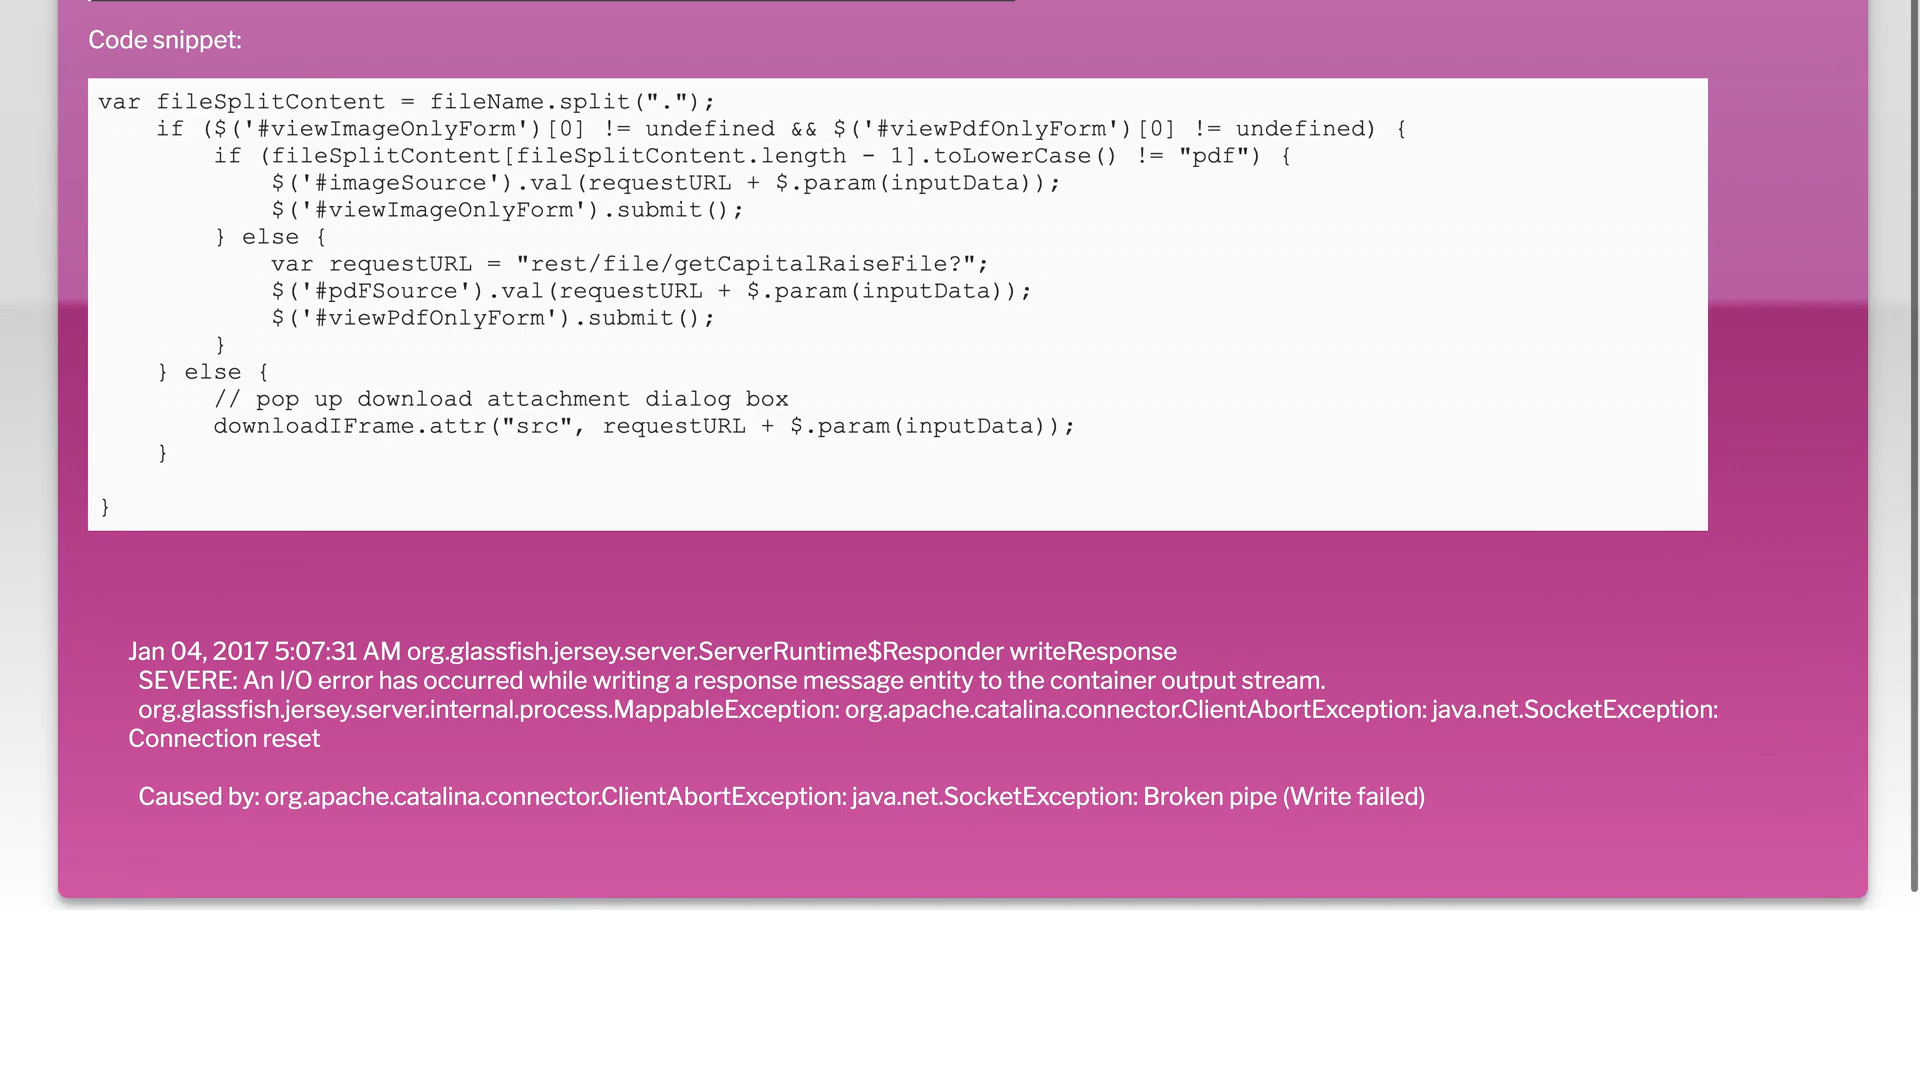 Code snippet:
var fileSplitContent = fileName.split(".");
if ($('#viewImageOnlyForm')[0] != undefined && $('#viewPdfOnlyForm')[0] != undefined) {
if (fileSplitContent[fileSplitContent.length - 1].toLowerCase() != "pdf") {
$('#imageSource').val(requestURL + $.param(inputData));
$('#viewImageOnlyForm').submit();
} else {
var requestURL = "rest/file/getCapitalRaiseFile?";
$('#pdFSource').val(requestURL + $.param(inputData));
$('#viewPdfOnlyForm').submit();
}
} else {
// pop up download attachment dialog box
downloadIFrame.attr("src", requestURL + $.param(inputData));
}
}
Jan 04, 2017 5:07:31 AM org.glassfish.jersey.server.ServerRuntime$Responder writeResponse
SEVERE: An I/O error has occurred while writing a response message entity to the container output stream.
org.glassfish.jersey.server.internal.process.MappableException: org.apache.catalina.connector.ClientAbortException: java.net.SocketException:
Connection reset
Caused by: org.apache.catalina.connector.ClientAbortException: java.net.SocketException: Broken pipe (Write failed)